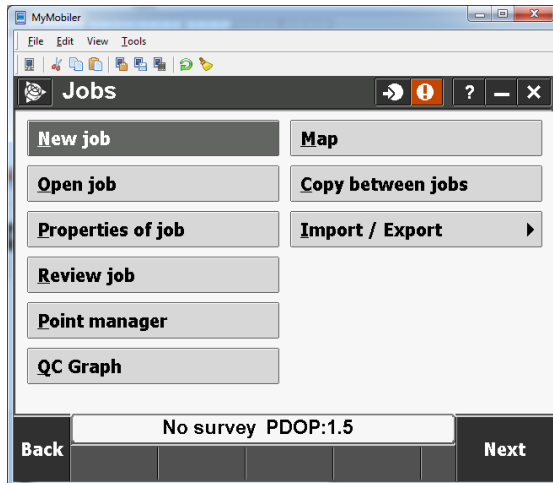 MyMobiler
File Edit View Tools
Jobs ? – ×
New job
Map
Open job
Copy between jobs
Properties of job
Import / Export
Review job
Point manager
QC Graph
No survey PDOP:1.5
Back
Next